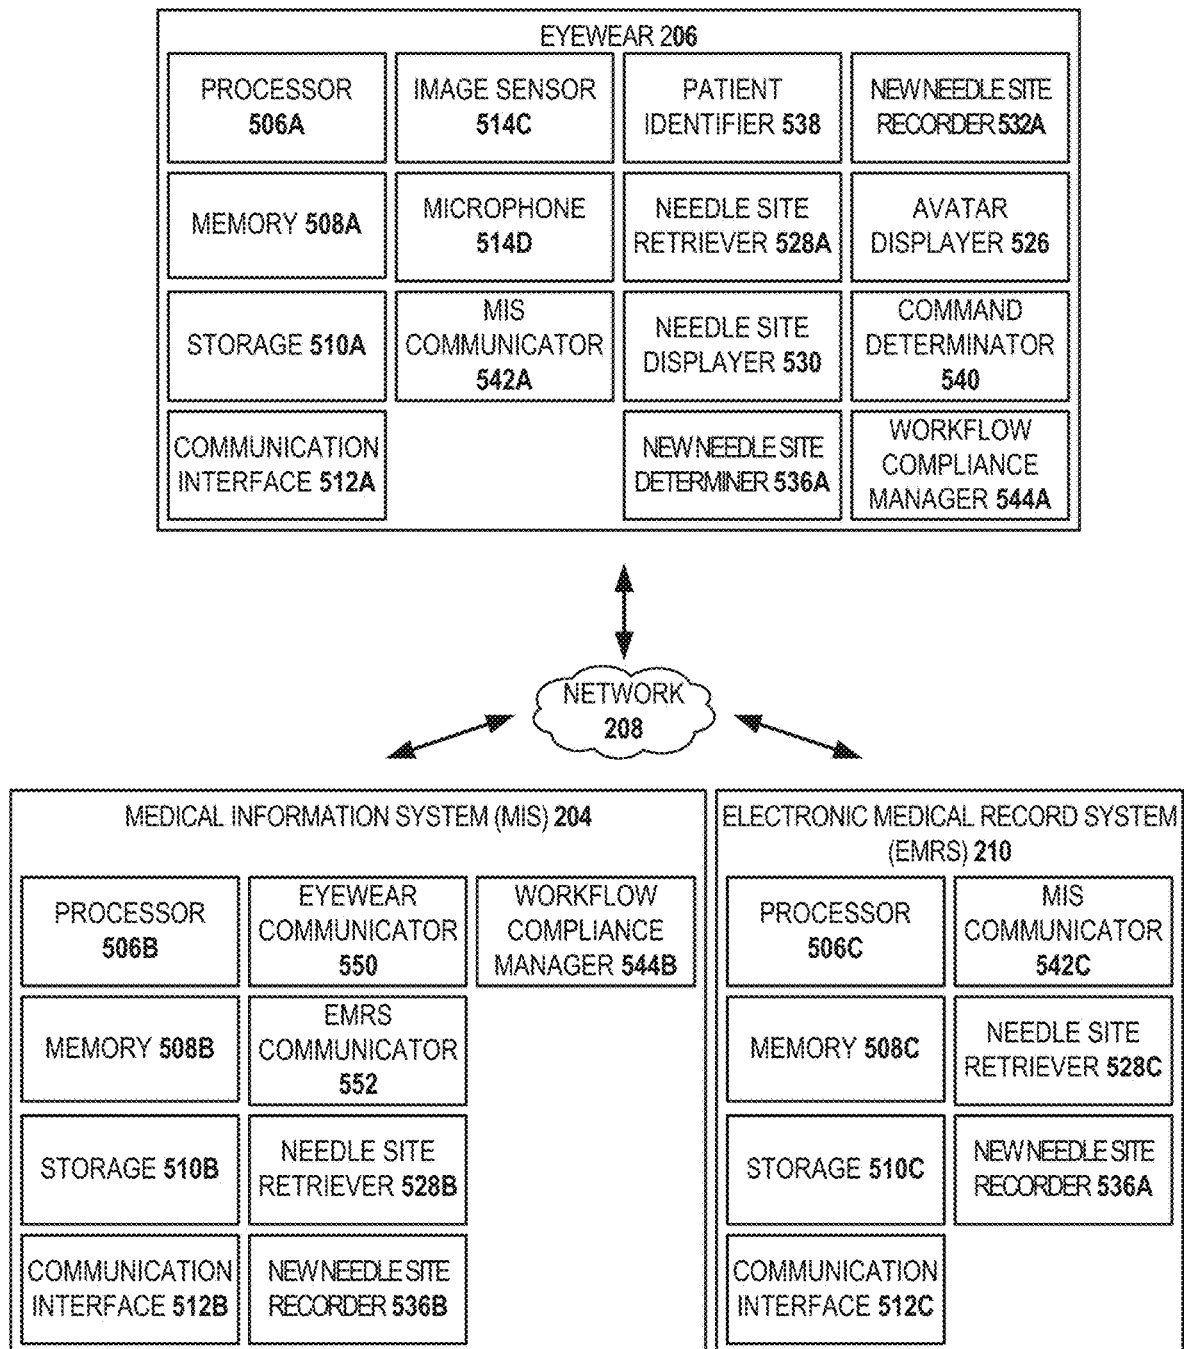 EYEWEAR 206
PROCESSOR
506A
IMAGE SENSOR
514C
PATIENT
IDENTIFIER 538
NEW NEEDLE SITE
RECORDER 532A
MEMORY 508A
MICROPHONE
514D
NEEDLE SITE
RETRIEVER 528A
AVATAR
DISPLAYER 526
STORAGE 510A
MIS
COMMUNICATOR
542A
NEEDLE SITE
DISPLAYER 530
COMMAND
DETERMINATOR
540
COMMUNICATION
INTERFACE 512A
NEW NEEDLE SITE
DETERMINER 536A
WORKFLOW
COMPLIANCE
MANAGER 544A
NETWORK
208
MEDICAL INFORMATION SYSTEM (MIS) 204
PROCESSOR
506B
EYEWEAR
COMMUNICATOR
550
WORKFLOW
COMPLIANCE
MANAGER 544B
MEMORY 508B
EMRS
COMMUNICATOR
552
STORAGE 510B
NEEDLE SITE
RETRIEVER 528B
COMMUNICATION
INTERFACE 512B
NEW NEEDLE SITE
RECORDER 536B
ELECTRONIC MEDICAL RECORD SYSTEM
(EMRS) 210
PROCESSOR
506C
MIS
COMMUNICATOR
542C
MEMORY 508C
NEEDLE SITE
RETRIEVER 528C
STORAGE 510C
NEW NEEDLE SITE
RECORDER 536A
COMMUNICATION
INTERFACE 512C